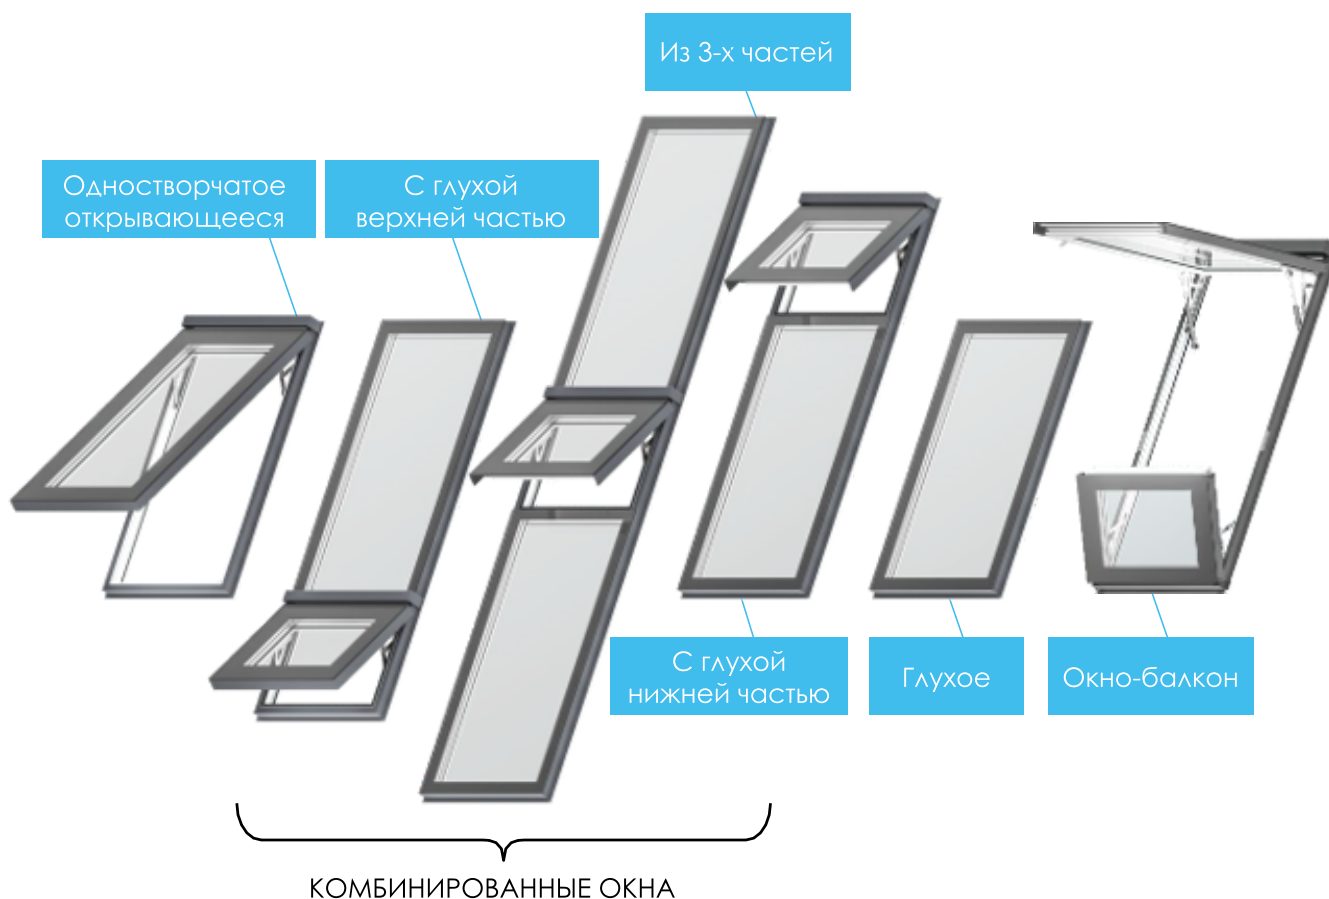 Из 3-х частей
Одностворчатое
открывающееся
С глухой
верхней частью
С глухой
нижней частью
Глухое
Окно-балкон
КОМБИНИРОВАННЫЕ ОКНА